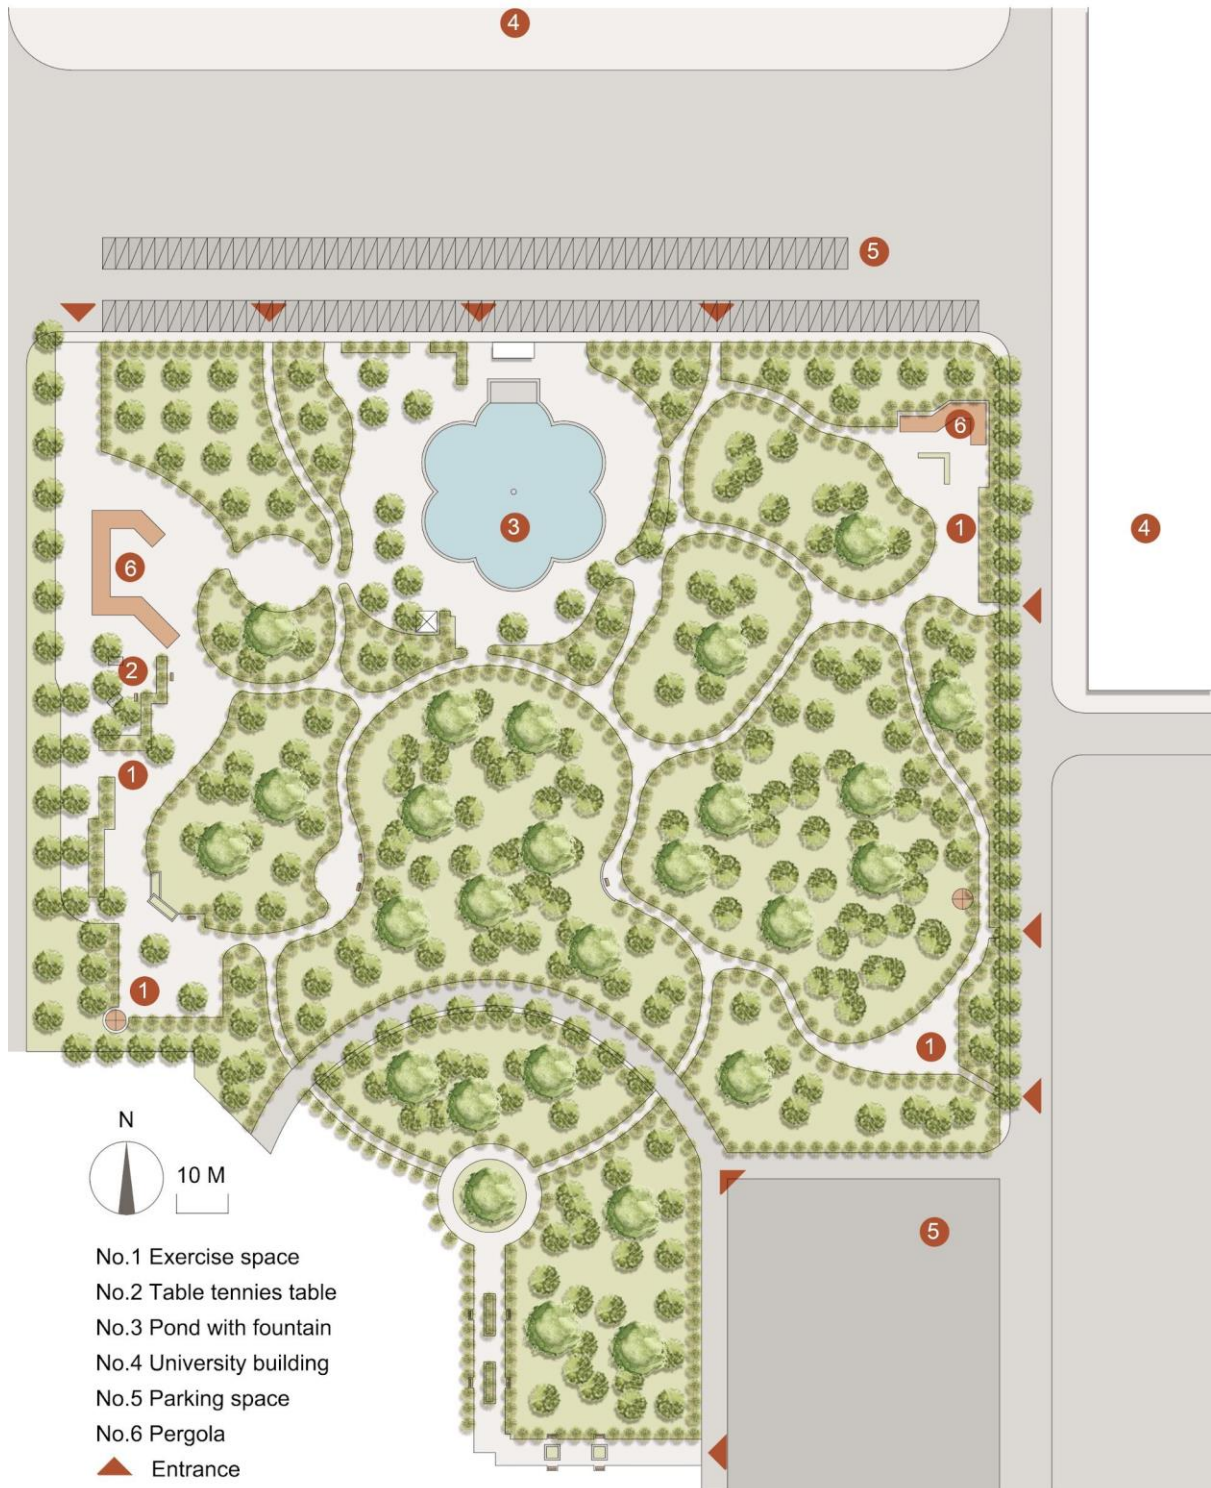 4
5
6
1
3
4
6
2
1
1
1
5
N
10 M
No.1 Exercise space
No.2 Table tennies table
No.3 Pond with fountain
No.4 University building
No.5 Parking space
No.6 Pergola
Entrance